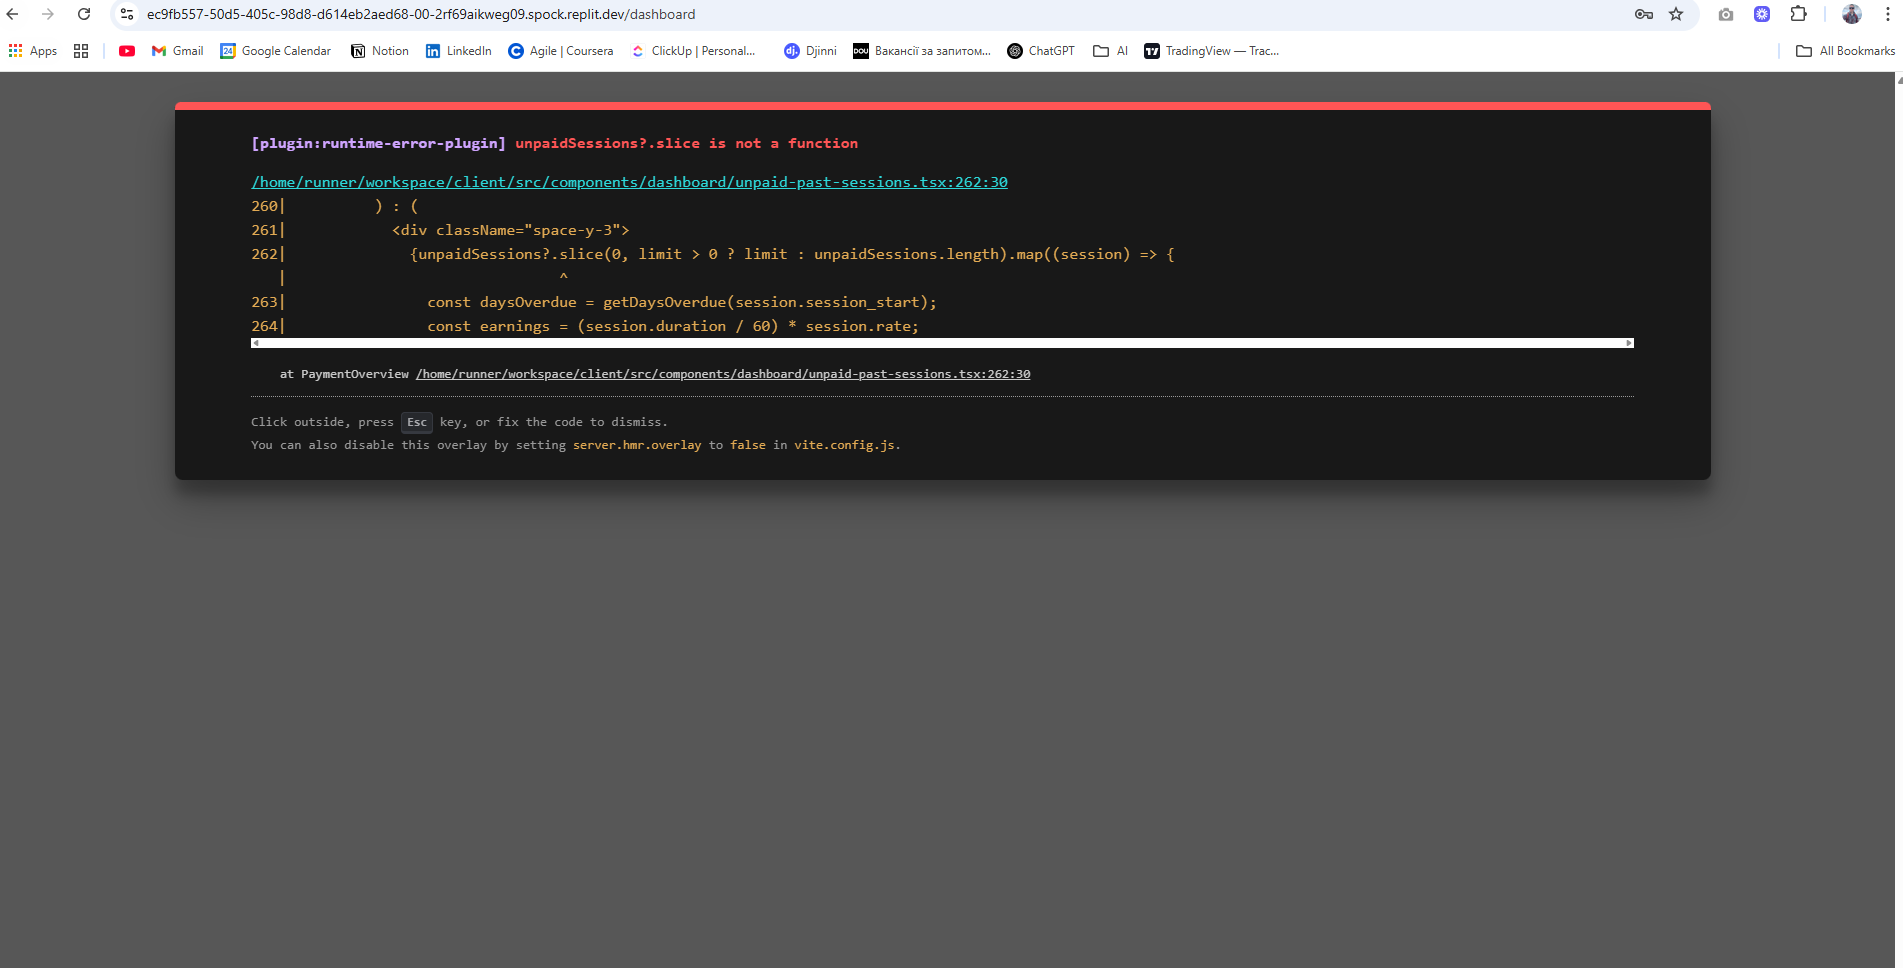 ec9fb557-50d5-405c-98d8-d614eb2aed68-00-2rf69aikweg09.spock.replit.dev/dashboard
Apps Gmail 24 Google Calendar Notion LinkedIn Agile | Coursera ClickUp | Personal... dj. Djinni DOU Вакансії за запитом... ChatGPT AI TradingView — Trac... All Bookmarks
[plugin:runtime-error-plugin] unpaidSessions?.slice is not a function
/home/runner/workspace/client/src/components/dashboard/unpaid-past-sessions.tsx:262:30
260|          ) : (
261|            <div className="space-y-3">
262|              {unpaidSessions?.slice(0, limit > 0 ? limit : unpaidSessions.length).map((session) => {
|                                ^
263|                const daysOverdue = getDaysOverdue(session.session_start);
264|                const earnings = (session.duration / 60) * session.rate;
at PaymentOverview /home/runner/workspace/client/src/components/dashboard/unpaid-past-sessions.tsx:262:30
Click outside, press Esc key, or fix the code to dismiss.
You can also disable this overlay by setting server.hmr.overlay to false in vite.config.js.